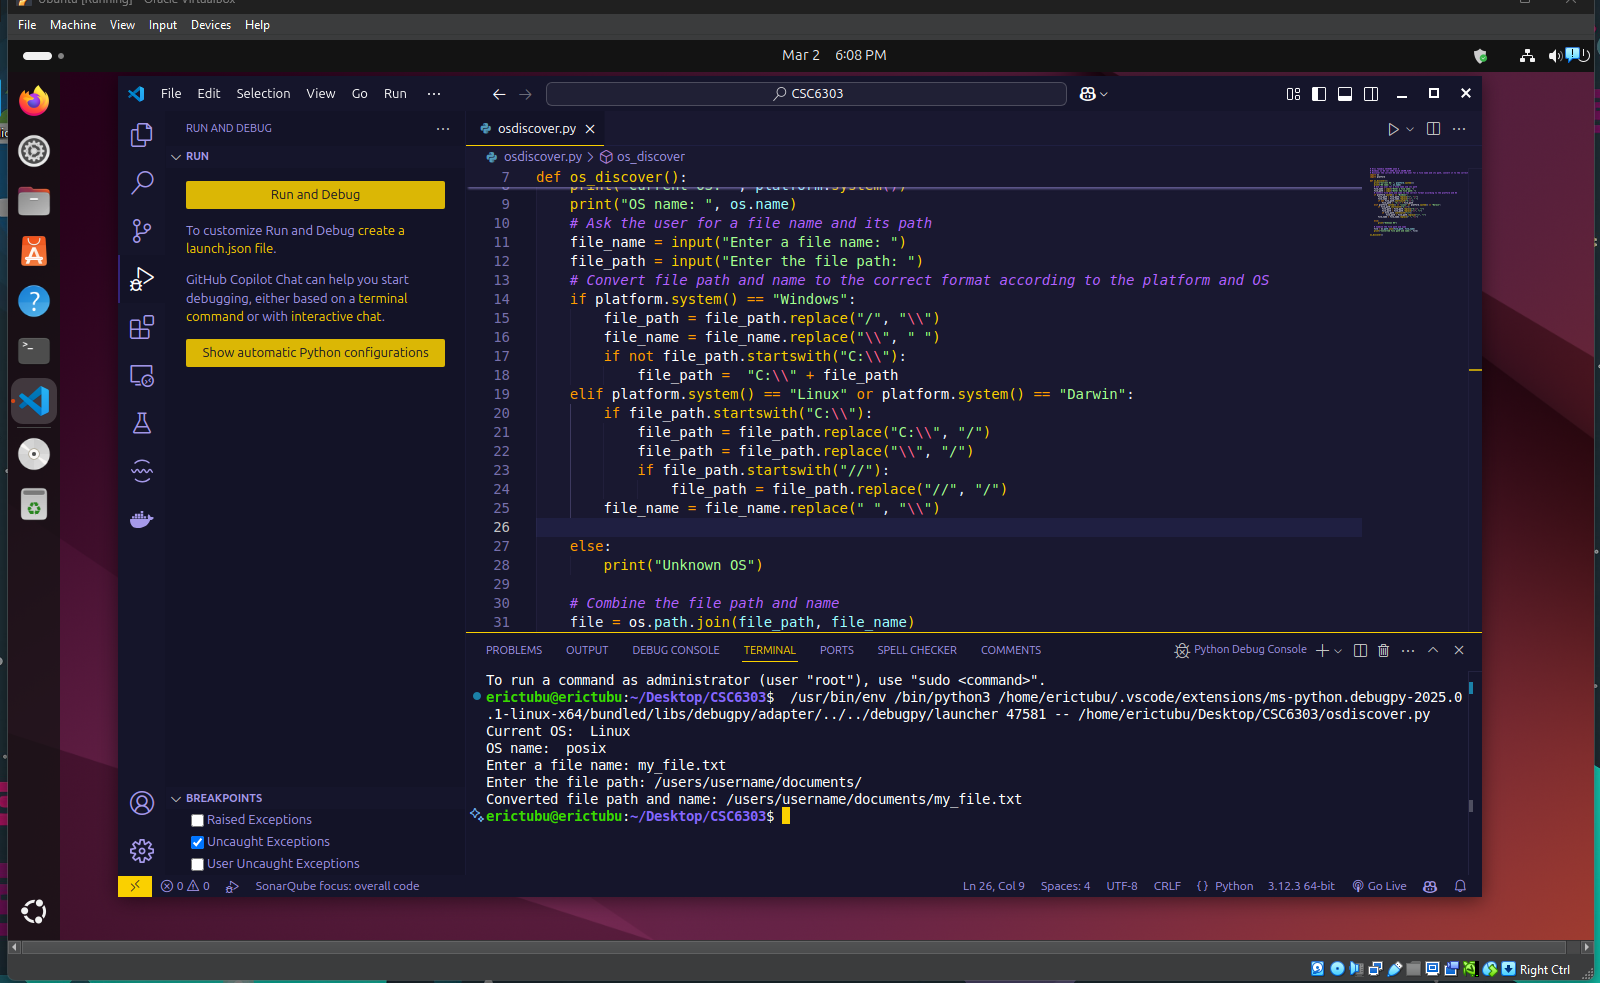 Ubuntu [Running] - Oracle VirtualBox
File Machine View Input Devices Help
Mar 2 6:08 PM
File Edit Selection View Go Run ···
CSC6303
RUN AND DEBUG
RUN
Run and Debug
To customize Run and Debug create a
launch.json file.
GitHub Copilot Chat can help you start
debugging, either based on a terminal
command or with interactive chat.
Show automatic Python configurations
BREAKPOINTS
Raised Exceptions
Uncaught Exceptions
User Uncaught Exceptions
osdiscover.py
osdiscover.py > os_discover
7 def os_discover():
8 print("Current OS: ", platform.system())
9 print("OS name: ", os.name)
10 # Ask the user for a file name and its path
11 file_name = input("Enter a file name: ")
12 file_path = input("Enter the file path: ")
13 # Convert file path and name to the correct format according to the platform and OS
14 if platform.system() == "Windows":
15 file_path = file_path.replace("/", "\\")
16 file_name = file_name.replace("\\", " ")
17 if not file_path.startswith("C:\\"):
18 file_path =  "C:\\" + file_path
19 elif platform.system() == "Linux" or platform.system() == "Darwin":
20 if file_path.startswith("C:\\"):
21 file_path = file_path.replace("C:\\", "/")
22 file_path = file_path.replace("\\", "/")
23 if file_path.startswith("//"):
24 file_path = file_path.replace("//", "/")
25 file_name = file_name.replace(" ", "\\")
26
27 else:
28 print("Unknown OS")
29
30 # Combine the file path and name
31 file = os.path.join(file_path, file_name)
PROBLEMS OUTPUT DEBUG CONSOLE TERMINAL PORTS SPELL CHECKER COMMENTS
Python Debug Console
To run a command as administrator (user "root"), use "sudo <command>".
erictubu@erictubu:~/Desktop/CSC6303$  /usr/bin/env /bin/python3 /home/erictubu/.vscode/extensions/ms-python.debugpy-2025.0
.1-linux-x64/bundled/libs/debugpy/adapter/../../debugpy/launcher 47581 -- /home/erictubu/Desktop/CSC6303/osdiscover.py
Current OS:  Linux
OS name:  posix
Enter a file name: my_file.txt
Enter the file path: /users/username/documents/
Converted file path and name: /users/username/documents/my_file.txt
erictubu@erictubu:~/Desktop/CSC6303$
0 0 SonarQube focus: overall code
Ln 26, Col 9 Spaces: 4 UTF-8 CRLF {} Python 3.12.3 64-bit Go Live
Right Ctrl